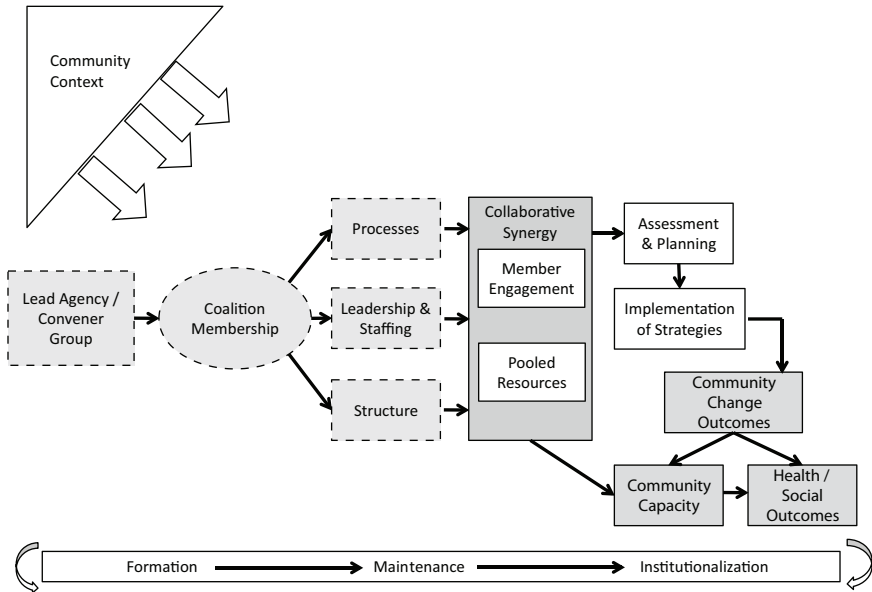 Community
Context
Lead Agency /
Convener
Group
Coalition
Membership
Processes
Leadership &
Staffing
Structure
Collaborative
Synergy
Member
Engagement
Pooled
Resources
Assessment
& Planning
Implementation
of Strategies
Community
Change
Outcomes
Community
Capacity
Health /
Social
Outcomes
Formation
Maintenance
Institutionalization